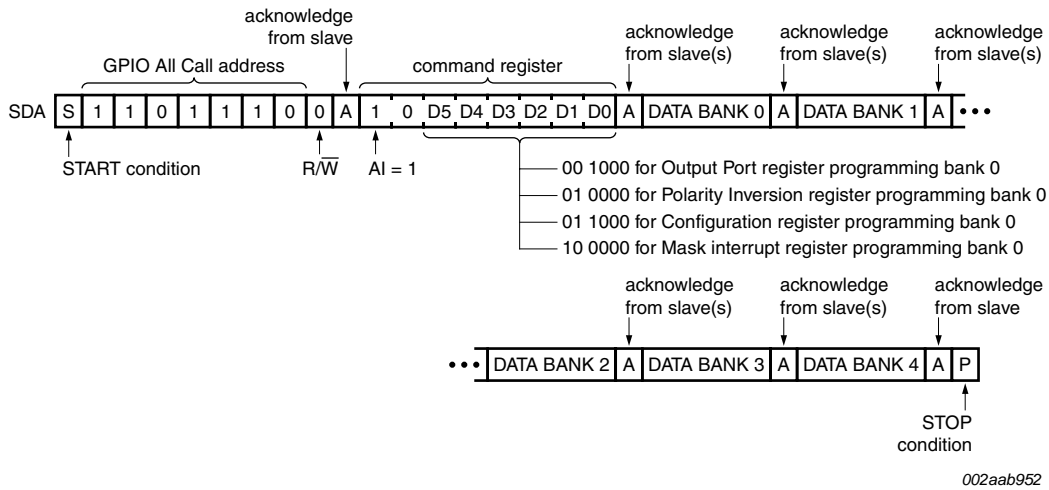 acknowledge
from slave
GPIO All Call address
command register
acknowledge
from slave(s)
acknowledge
from slave(s)
acknowledge
from slave(s)
SDA S 1 1 0 1 1 1 0 0 A 1 0 D5 D4 D3 D2 D1 D0 A DATA BANK 0 A DATA BANK 1 A •••
START condition
R/W̅
AI = 1
00 1000 for Output Port register programming bank 0
01 0000 for Polarity Inversion register programming bank 0
01 1000 for Configuration register programming bank 0
10 0000 for Mask interrupt register programming bank 0
acknowledge
from slave(s)
acknowledge
from slave(s)
acknowledge
from slave
••• DATA BANK 2 A DATA BANK 3 A DATA BANK 4 A P
STOP
condition
002aab952